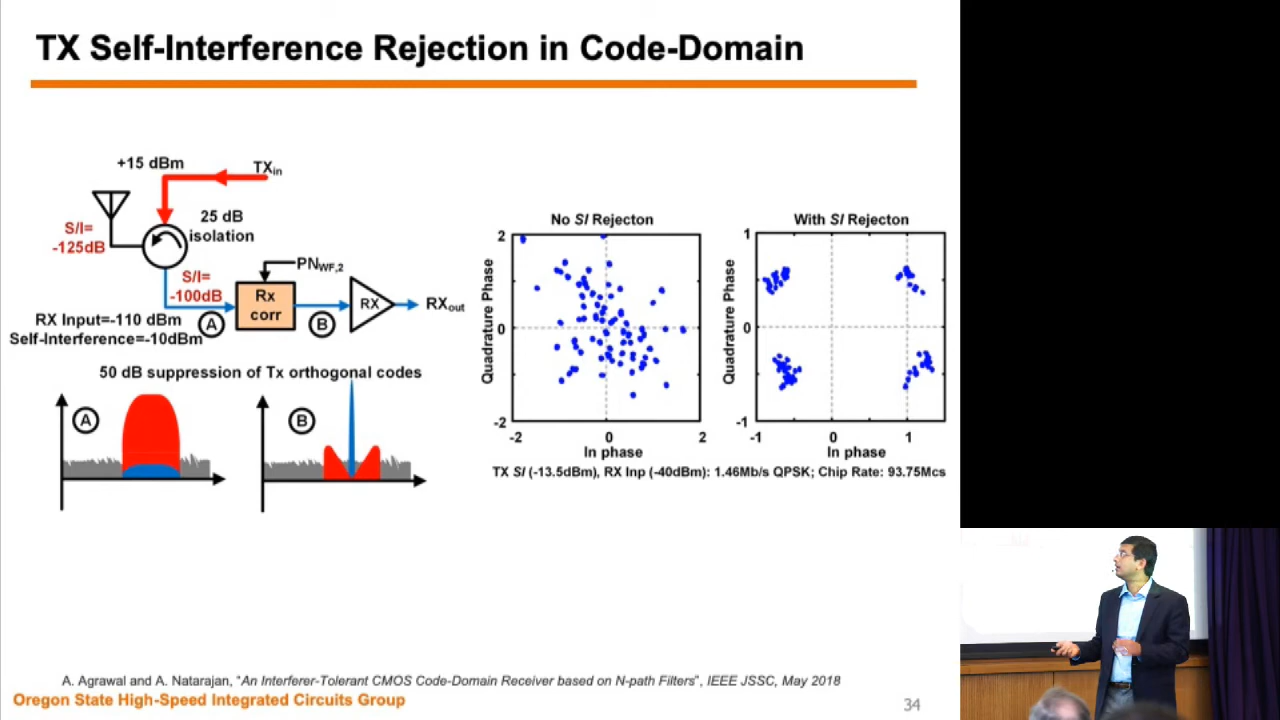 TX Self-Interference Rejection in Code-Domain
+15 dBm
TXin
25 dB
isolation
S/I=
-125dB
S/I=
-100dB
PNWF,2
Rx
corr
RX
RXout
A
B
RX Input=-110 dBm
Self-Interference=-10dBm
50 dB suppression of Tx orthogonal codes
A
B
No SI Rejecton
2
0
-2
-2
0
2
Quadrature Phase
In phase
With SI Rejecton
1
0
-1
-1
0
1
Quadrature Phase
In phase
TX SI (-13.5dBm), RX Inp (-40dBm): 1.46Mb/s QPSK; Chip Rate: 93.75Mcs
A. Agrawal and A. Natarajan, "An Interferer-Tolerant CMOS Code-Domain Receiver based on N-path Filters", IEEE JSSC, May 2018
Oregon State High-Speed Integrated Circuits Group
34